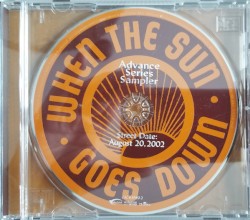 WHEN THE SUN • GOES DOWN
Advance
Series
Sampler
Street Date:
August 20, 2002